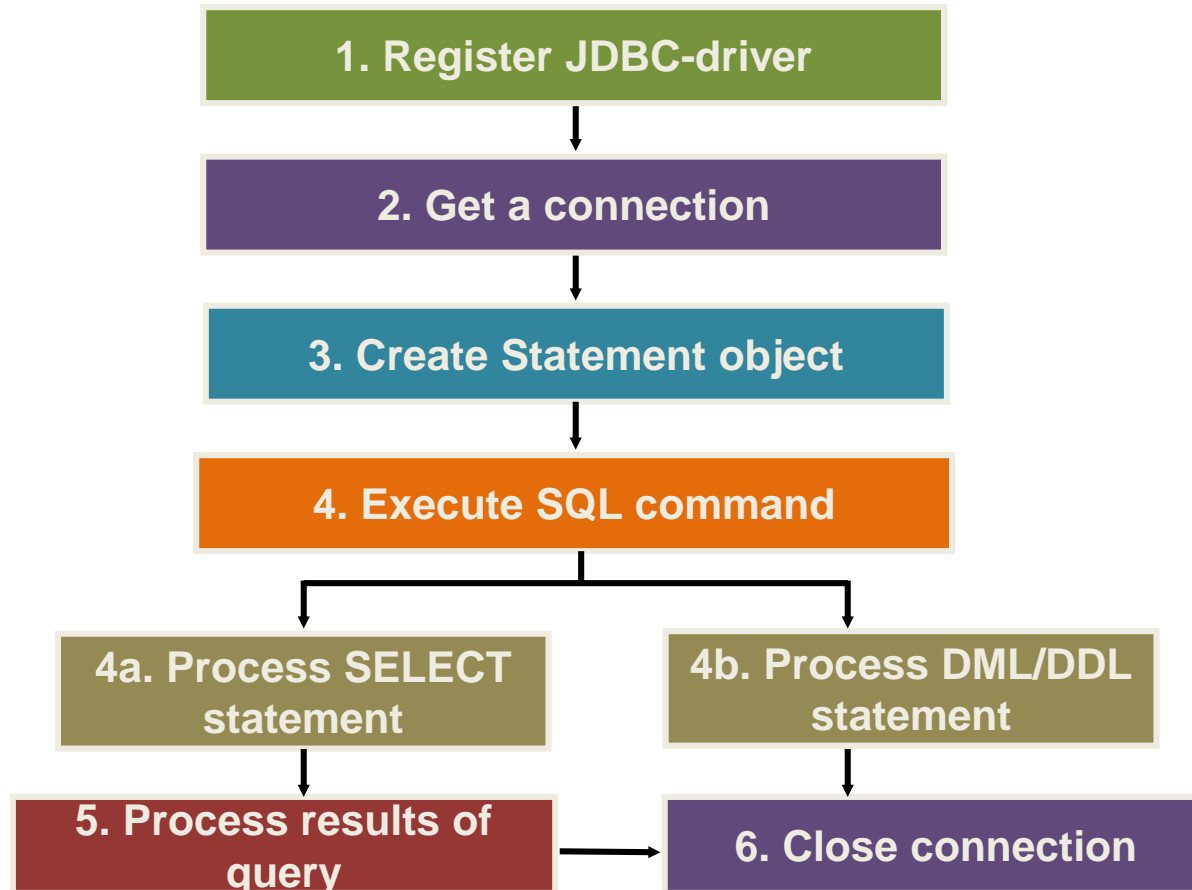 1. Register JDBC-driver
2. Get a connection
3. Create Statement object
4. Execute SQL command
4a. Process SELECT
statement
4b. Process DML/DDL
statement
5. Process results of
query
6. Close connection